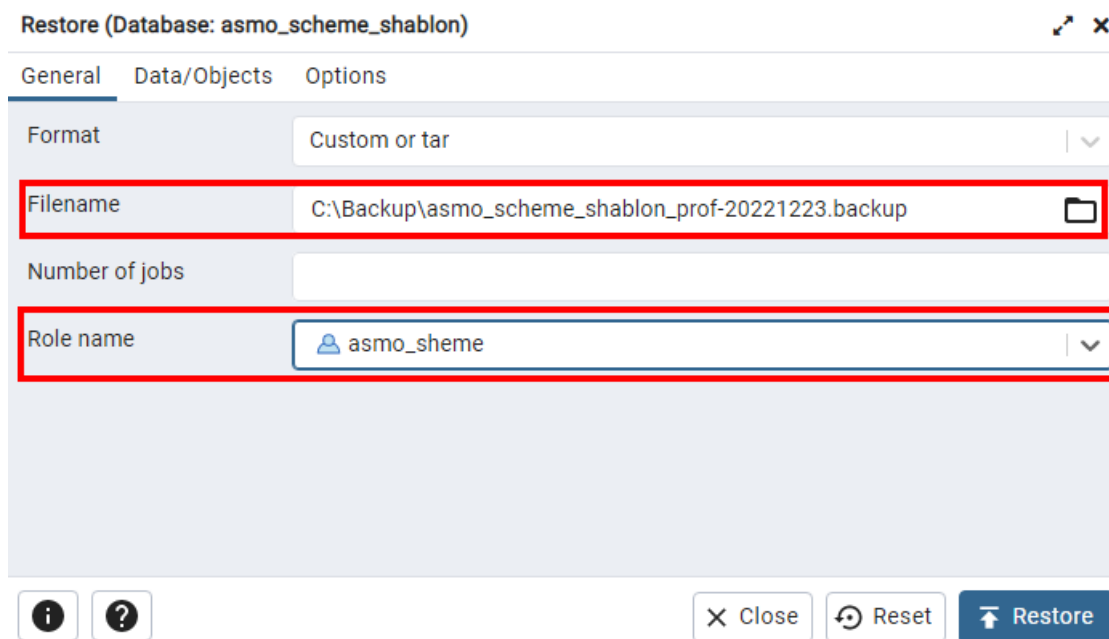 Restore (Database: asmo_scheme_shablon)
General Data/Objects Options
Format Custom or tar
Filename C:\Backup\asmo_scheme_shablon_prof-20221223.backup
Number of jobs
Role name asmo_sheme
Close Reset Restore